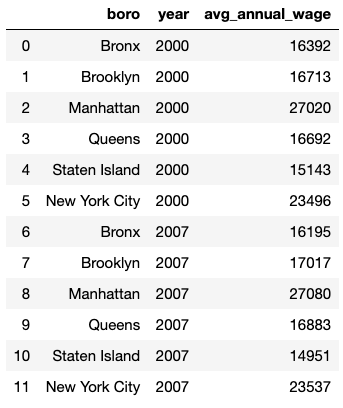 boro year avg_annual_wage
0 Bronx 2000 16392
1 Brooklyn 2000 16713
2 Manhattan 2000 27020
3 Queens 2000 16692
4 Staten Island 2000 15143
5 New York City 2000 23496
6 Bronx 2007 16195
7 Brooklyn 2007 17017
8 Manhattan 2007 27080
9 Queens 2007 16883
10 Staten Island 2007 14951
11 New York City 2007 23537